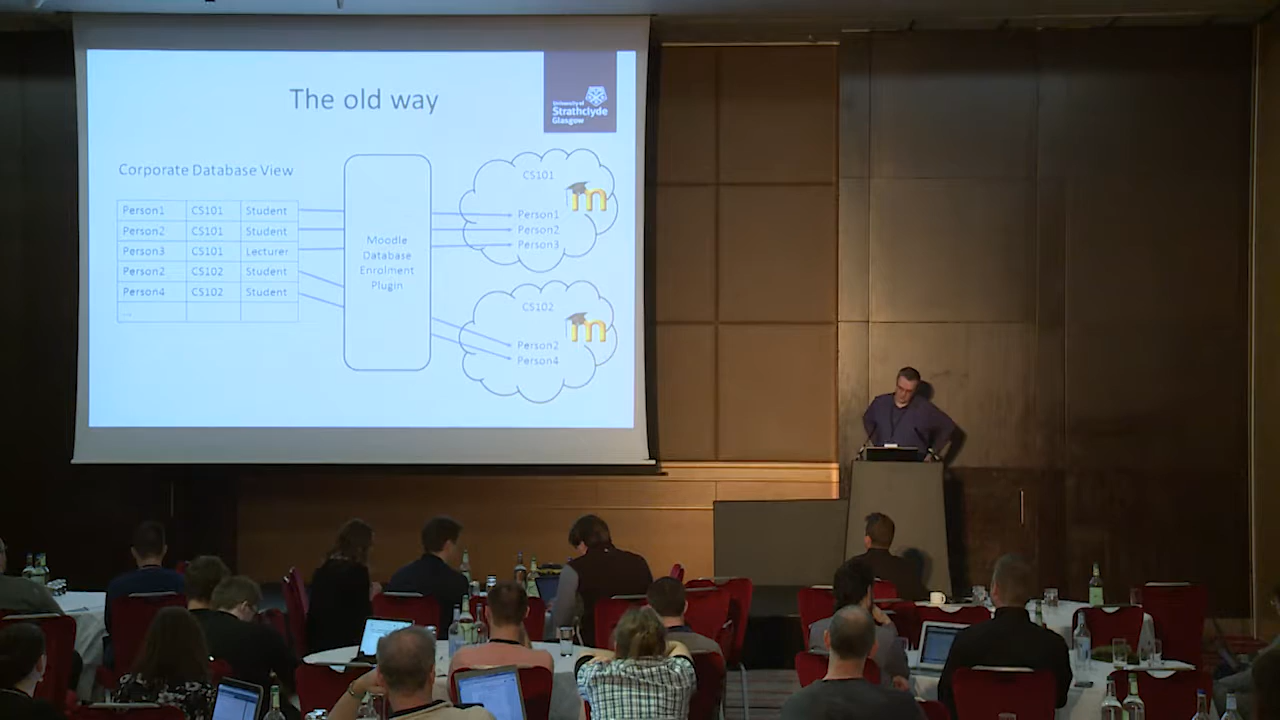 The old way
University of
Strathclyde
Glasgow
Corporate Database View
Person1 CS101 Student
Person2 CS101 Student
Person3 CS101 Lecturer
Person2 CS102 Student
Person4 CS102 Student
...
Moodle
Database
Enrolment
Plugin
CS101
m
Person1
Person2
Person3
CS102
m
Person2
Person4